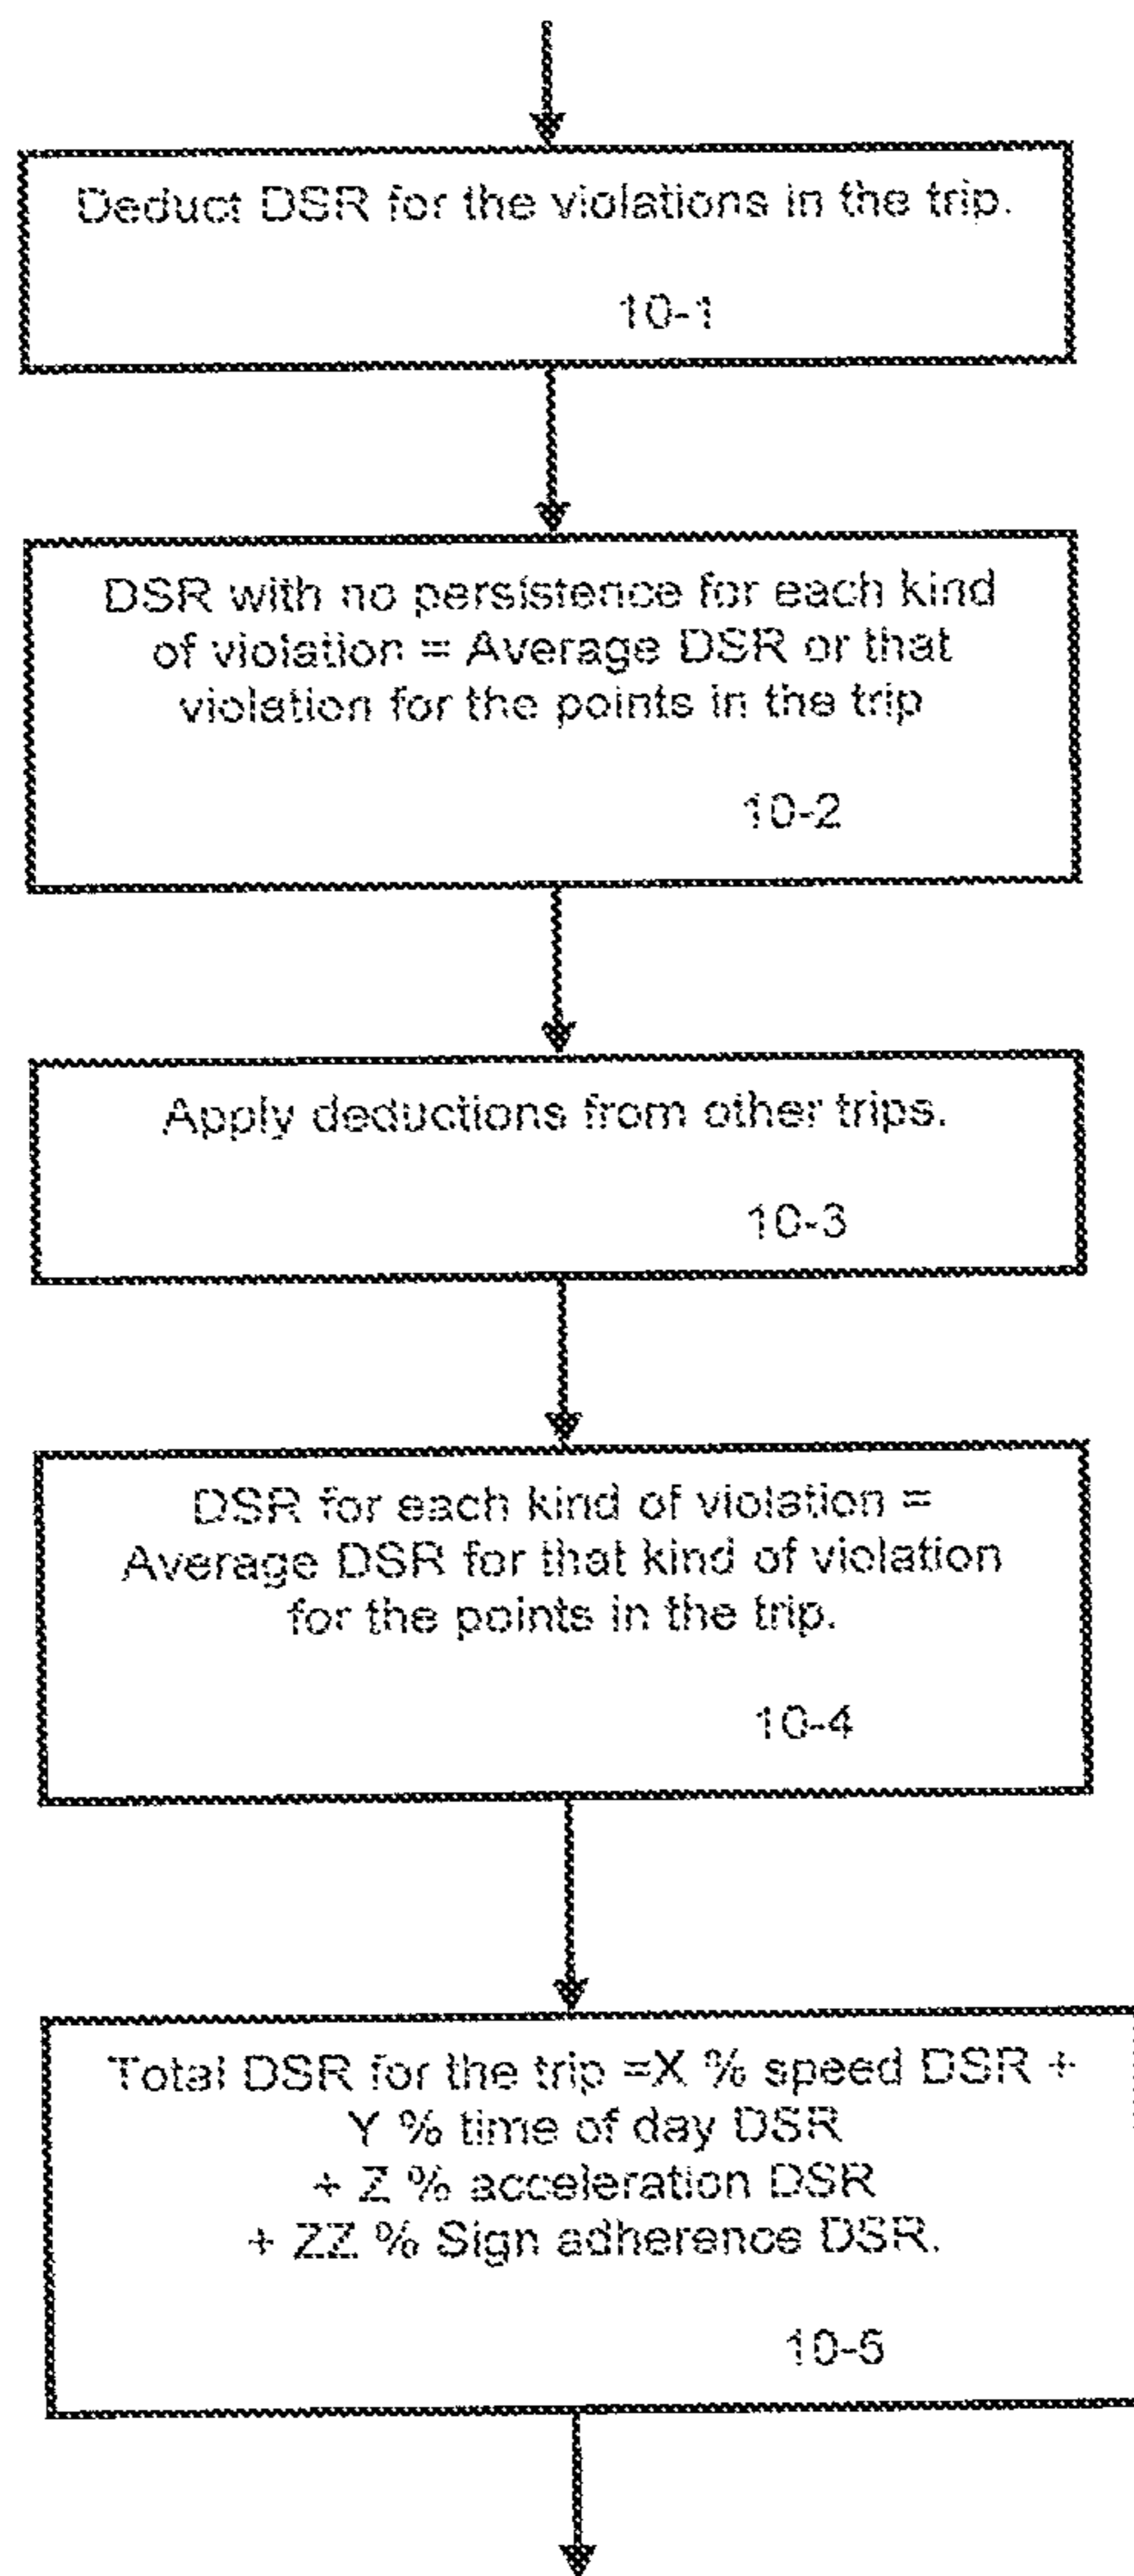 Deduct DSR for the violations in the trip.
10-1
DSR with no persistence for each kind
of violation = Average DSR or that
violation for the points in the trip
10-2
Apply deductions from other trips.
10-3
DSR for each kind of violation =
Average DSR for that kind of violation
for the points in the trip.
10-4
Total DSR for the trip =X % speed DSR +
Y % time of day DSR
+ Z % acceleration DSR
+ ZZ % Sign adherence DSR.
10-5